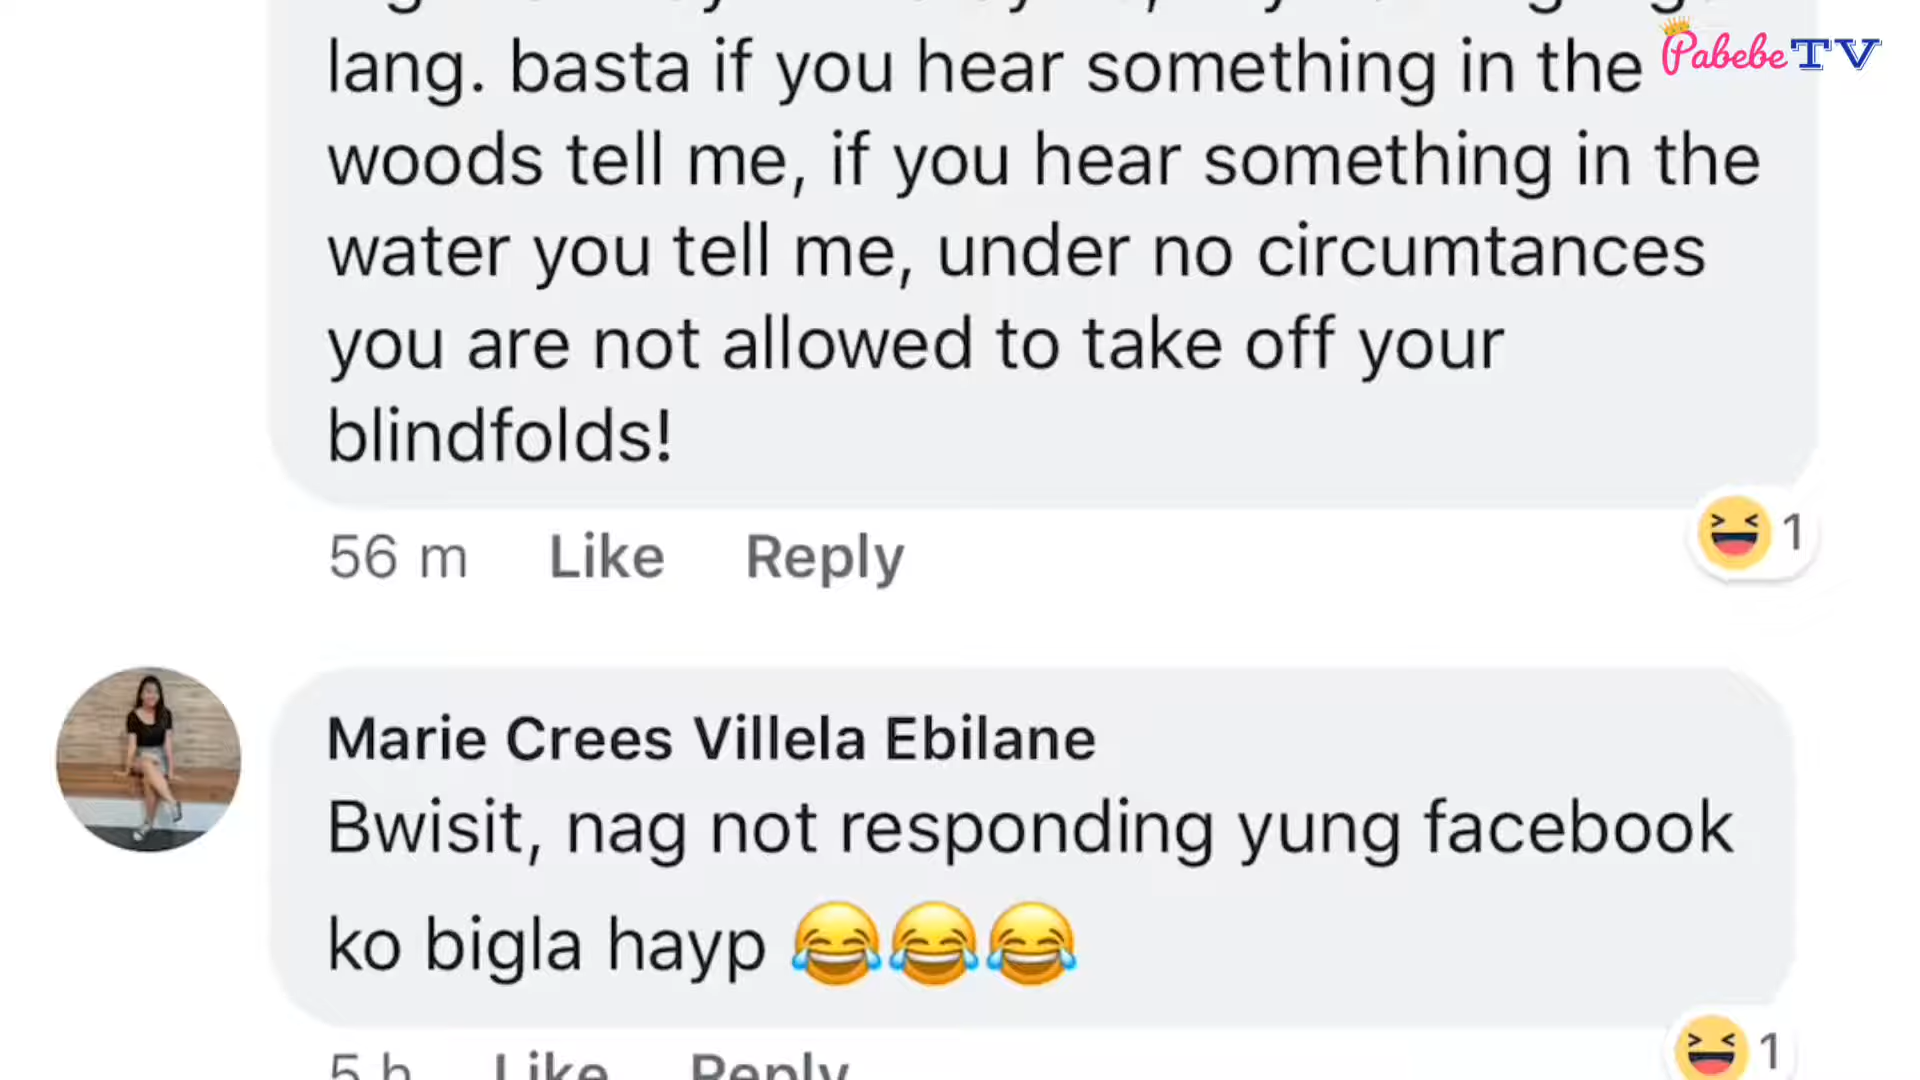 PabebeTV
lang. basta if you hear something in the
woods tell me, if you hear something in the
water you tell me, under no circumtances
you are not allowed to take off your
blindfolds!
56 m Like Reply
1
Marie Crees Villela Ebilane
Bwisit, nag not responding yung facebook
ko bigla hayp 😂😂😂
1
5 h Like Reply